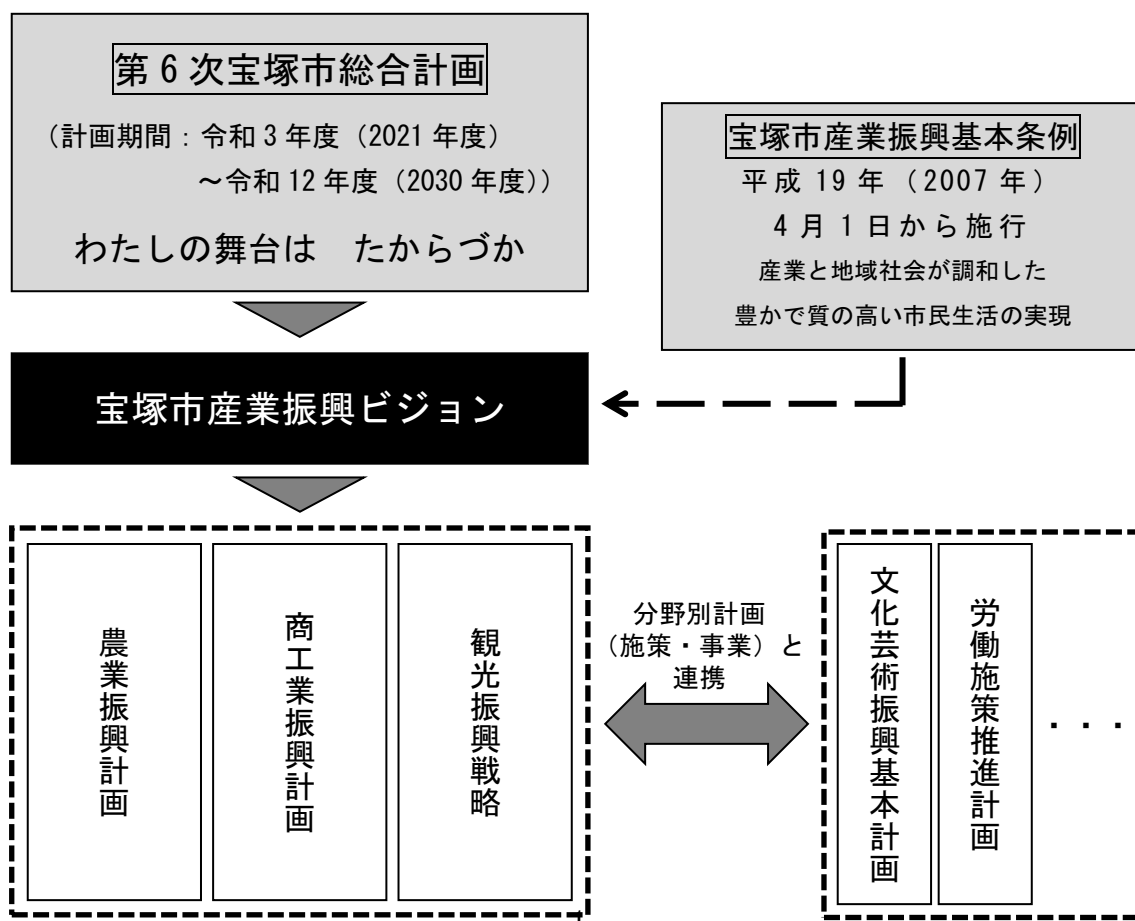 第6次宝塚市総合計画
（計画期間：令和3年度（2021年度）
～令和12年度（2030年度））
わたしの舞台は　たからづか
宝塚市産業振興基本条例
平成19年（2007年）
4月1日から施行
産業と地域社会が調和した
豊かで質の高い市民生活の実現
宝塚市産業振興ビジョン
農業振興計画
商工業振興計画
観光振興戦略
分野別計画
（施策・事業）と
連携
文化芸術振興基本計画
労働施策推進計画
・・・